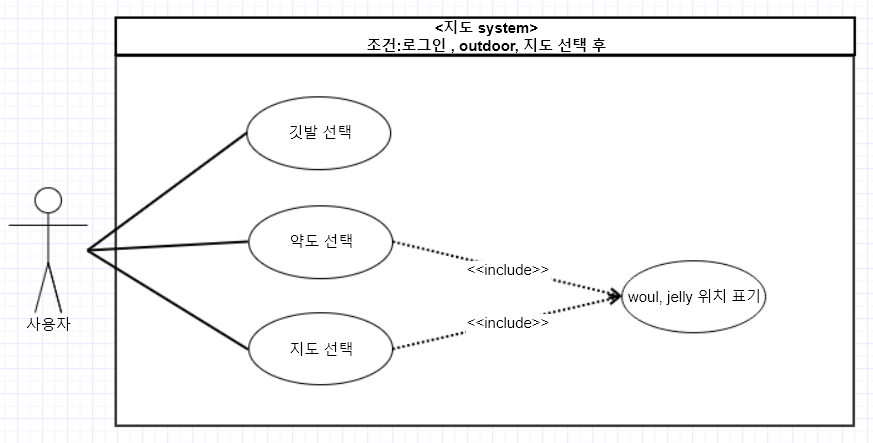 <지도 system>
조건:로그인 , outdoor, 지도 선택 후
깃발 선택
약도 선택
<<include>>
woul, jelly 위치 표기
<<include>>
사용자
지도 선택